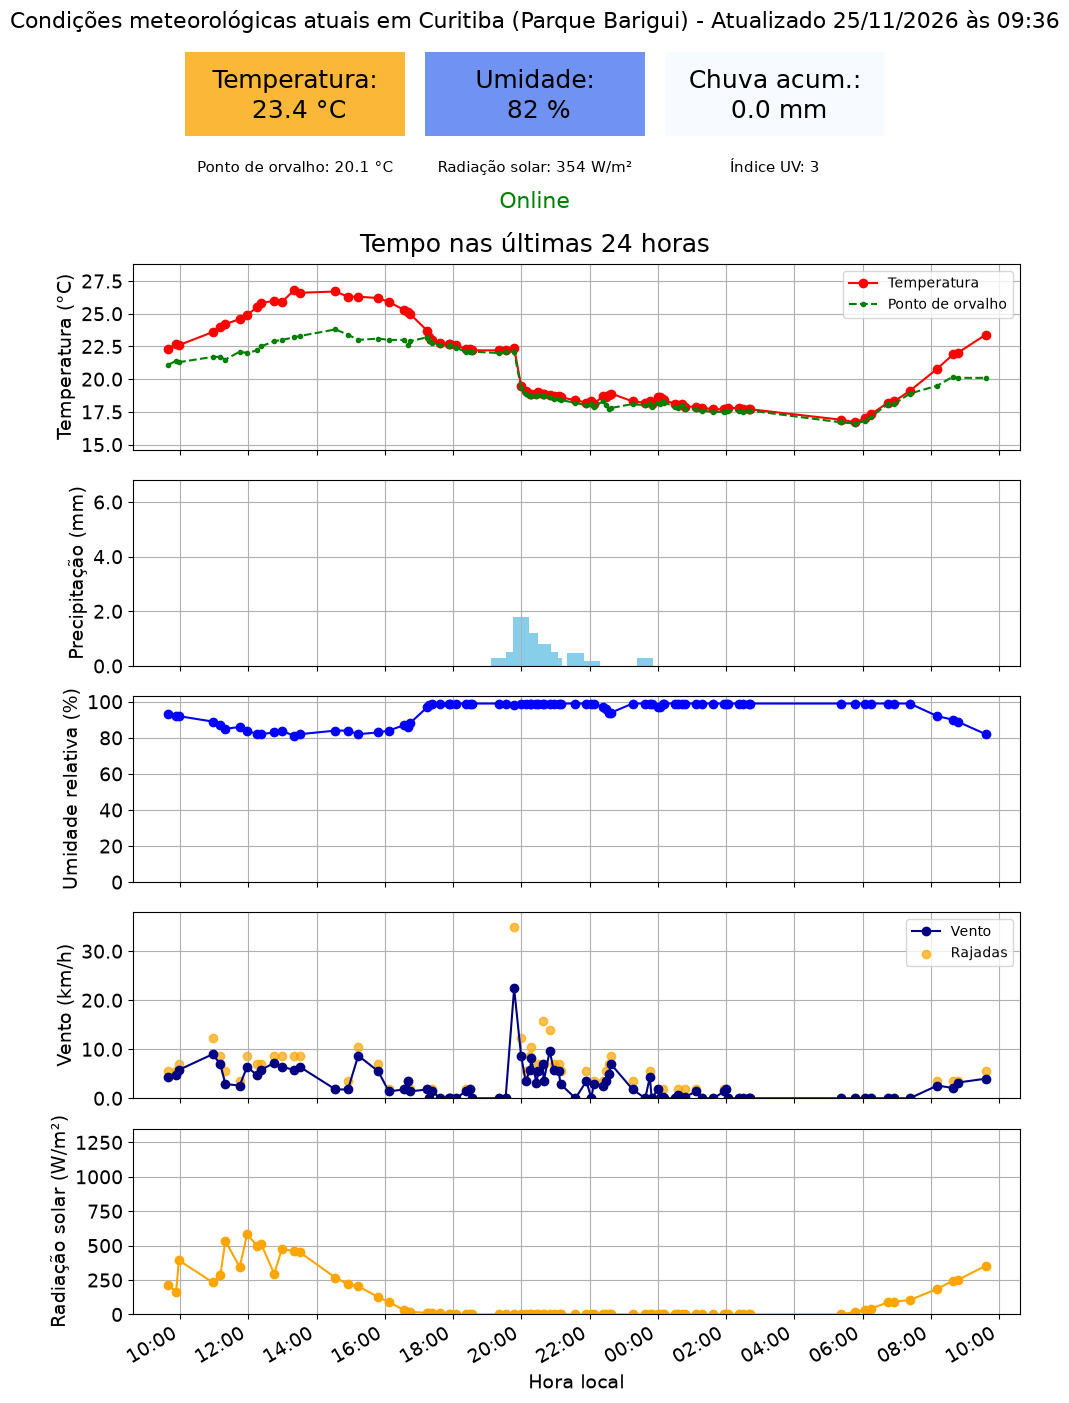 Condições meteorológicas atuais em Curitiba (Parque Barigui) - Atualizado 25/11/2026 às 09:36
Temperatura:
23.4 °C
Umidade:
82 %
Chuva acum.:
0.0 mm
Ponto de orvalho: 20.1 °C
Radiação solar: 354 W/m²
Índice UV: 3
Online
Tempo nas últimas 24 horas
Temperatura (°C)
27.5
25.0
22.5
20.0
17.5
15.0
Temperatura
Ponto de orvalho
Precipitação (mm)
6.0
4.0
2.0
0.0
Umidade relativa (%)
100
80
60
40
20
0
Vento (km/h)
30.0
20.0
10.0
0.0
Vento
Rajadas
Radiação solar (W/m²)
1250
1000
750
500
250
0
10:00
12:00
14:00
16:00
18:00
20:00
22:00
00:00
02:00
04:00
06:00
08:00
10:00
Hora local